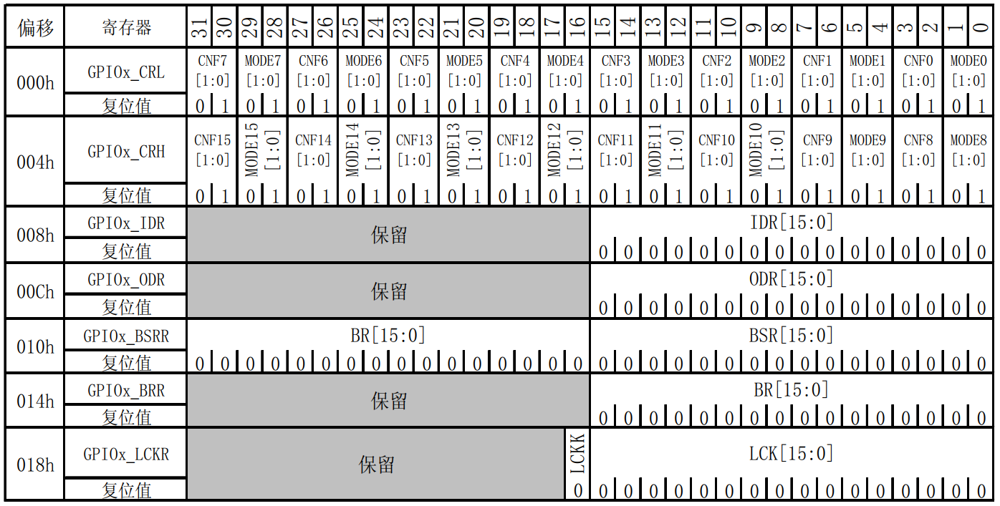 偏移 寄存器 31 30 29 28 27 26 25 24 23 22 21 20 19 18 17 16 15 14 13 12 11 10 9 8 7 6 5 4 3 2 1 0
000h GPIOx_CRL CNF7 MODE7 CNF6 MODE6 CNF5 MODE5 CNF4 MODE4 CNF3 MODE3 CNF2 MODE2 CNF1 MODE1 CNF0 MODE0
[1:0] [1:0] [1:0] [1:0] [1:0] [1:0] [1:0] [1:0] [1:0] [1:0] [1:0] [1:0] [1:0] [1:0] [1:0] [1:0]
复位值 0 1 0 1 0 1 0 1 0 1 0 1 0 1 0 1 0 1 0 1 0 1 0 1 0 1 0 1 0 1 0 1
004h GPIOx_CRH CNF15 MODE15 CNF14 MODE14 CNF13 MODE13 CNF12 MODE12 CNF11 MODE11 CNF10 MODE10 CNF9 MODE9 CNF8 MODE8
[1:0] [1:0] [1:0] [1:0] [1:0] [1:0] [1:0] [1:0] [1:0] [1:0] [1:0] [1:0] [1:0] [1:0] [1:0] [1:0]
复位值 0 1 0 1 0 1 0 1 0 1 0 1 0 1 0 1 0 1 0 1 0 1 0 1 0 1 0 1 0 1 0 1
008h GPIOx_IDR 保留 IDR[15:0]
复位值 0 0 0 0 0 0 0 0 0 0 0 0 0 0 0 0
00Ch GPIOx_ODR 保留 ODR[15:0]
复位值 0 0 0 0 0 0 0 0 0 0 0 0 0 0 0 0
010h GPIOx_BSRR BR[15:0] BSR[15:0]
复位值 0 0 0 0 0 0 0 0 0 0 0 0 0 0 0 0 0 0 0 0 0 0 0 0 0 0 0 0 0 0 0 0
014h GPIOx_BRR 保留 BR[15:0]
复位值 0 0 0 0 0 0 0 0 0 0 0 0 0 0 0 0
018h GPIOx_LCKR 保留 LCKK LCK[15:0]
复位值 0 0 0 0 0 0 0 0 0 0 0 0 0 0 0 0 0